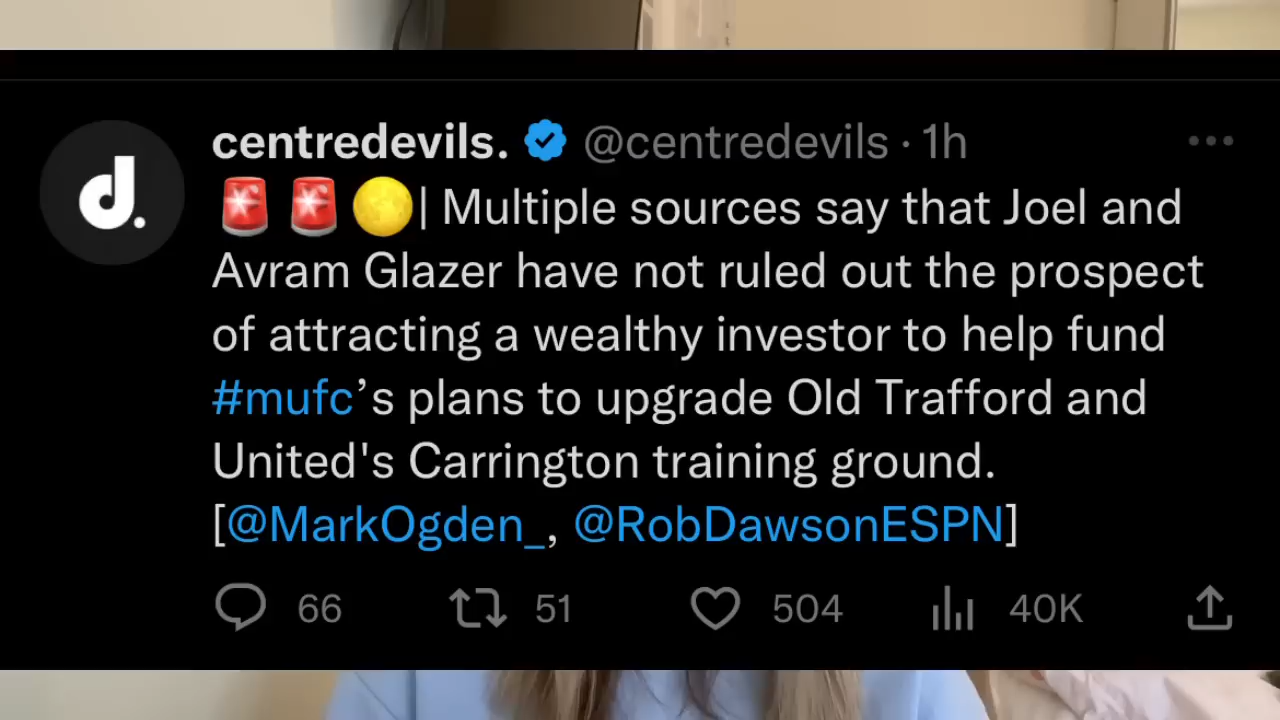 d.
centredevils. @centredevils · 1h
🚨🚨🌕| Multiple sources say that Joel and
Avram Glazer have not ruled out the prospect
of attracting a wealthy investor to help fund
#mufc’s plans to upgrade Old Trafford and
United's Carrington training ground.
[@MarkOgden_, @RobDawsonESPN]
66 51 504 40K